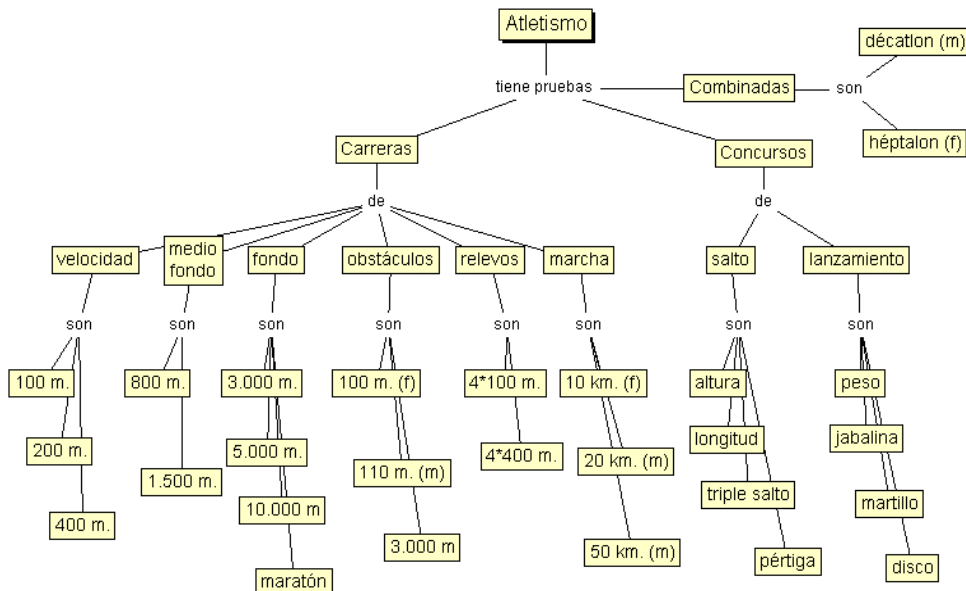 Atletismo
décatlon (m)
tiene pruebas
Combinadas
son
héptalon (f)
Carreras
Concursos
de
de
velocidad
medio
fondo
fondo
obstáculos
relevos
marcha
salto
lanzamiento
son
son
son
son
son
son
son
son
100 m.
800 m.
3.000 m.
100 m. (f)
4*100 m.
10 km. (f)
altura
peso
200 m.
5.000 m.
4*400 m.
longitud
jabalina
110 m. (m)
20 km. (m)
1.500 m.
triple salto
martillo
400 m.
10.000 m
3.000 m
50 km. (m)
pértiga
disco
maratón